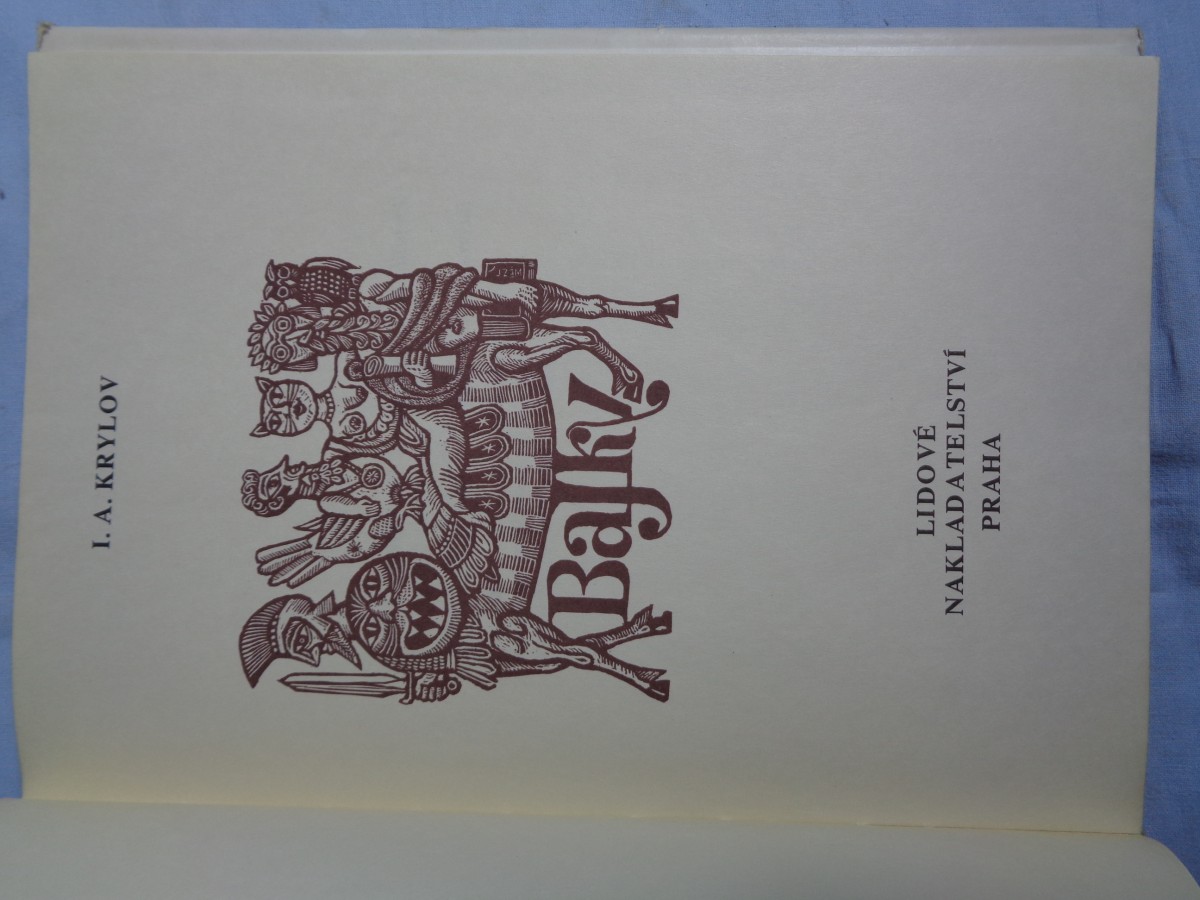 I. A. KRYLOV
Bajky
LIDOVÉ
NAKLADATELSTVÍ
PRAHA